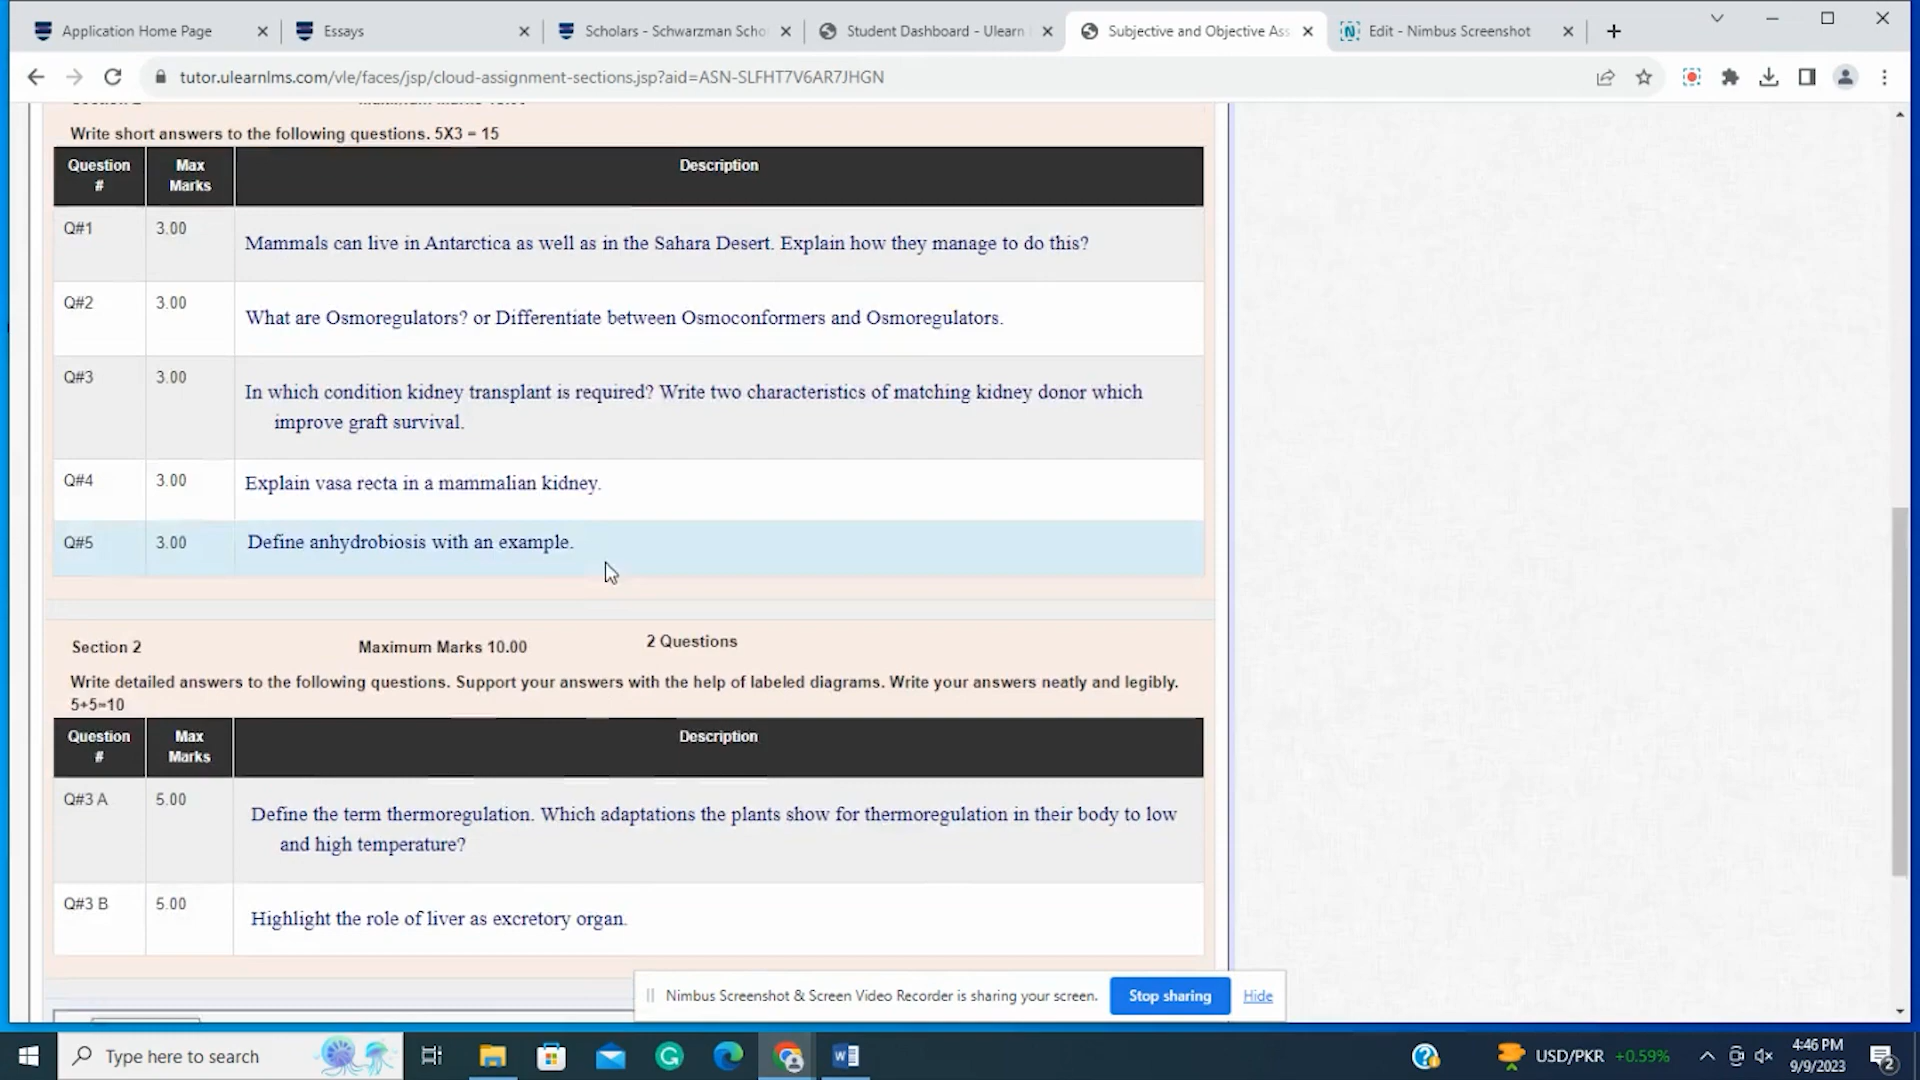 Application Home Page
Essays
Scholars - Schwarzman Scho
Student Dashboard - Ulearn
Subjective and Objective Ass
Edit - Nimbus Screenshot
tutor.ulearnlms.com/vle/faces/jsp/cloud-assignment-sections.jsp?aid=ASN-SLFHT7V6AR7JHGN
Write short answers to the following questions. 5X3 = 15
Question # Max Marks Description
Q#1 3.00 Mammals can live in Antarctica as well as in the Sahara Desert. Explain how they manage to do this?
Q#2 3.00 What are Osmoregulators? or Differentiate between Osmoconformers and Osmoregulators.
Q#3 3.00 In which condition kidney transplant is required? Write two characteristics of matching kidney donor which
improve graft survival.
Q#4 3.00 Explain vasa recta in a mammalian kidney.
Q#5 3.00 Define anhydrobiosis with an example.
Section 2 Maximum Marks 10.00 2 Questions
Write detailed answers to the following questions. Support your answers with the help of labeled diagrams. Write your answers neatly and legibly.
5+5=10
Question # Max Marks Description
Q#3 A 5.00 Define the term thermoregulation. Which adaptations the plants show for thermoregulation in their body to low
and high temperature?
Q#3 B 5.00 Highlight the role of liver as excretory organ.
Nimbus Screenshot & Screen Video Recorder is sharing your screen. Stop sharing Hide
Type here to search
USD/PKR +0.59%
4:46 PM
9/9/2023
2